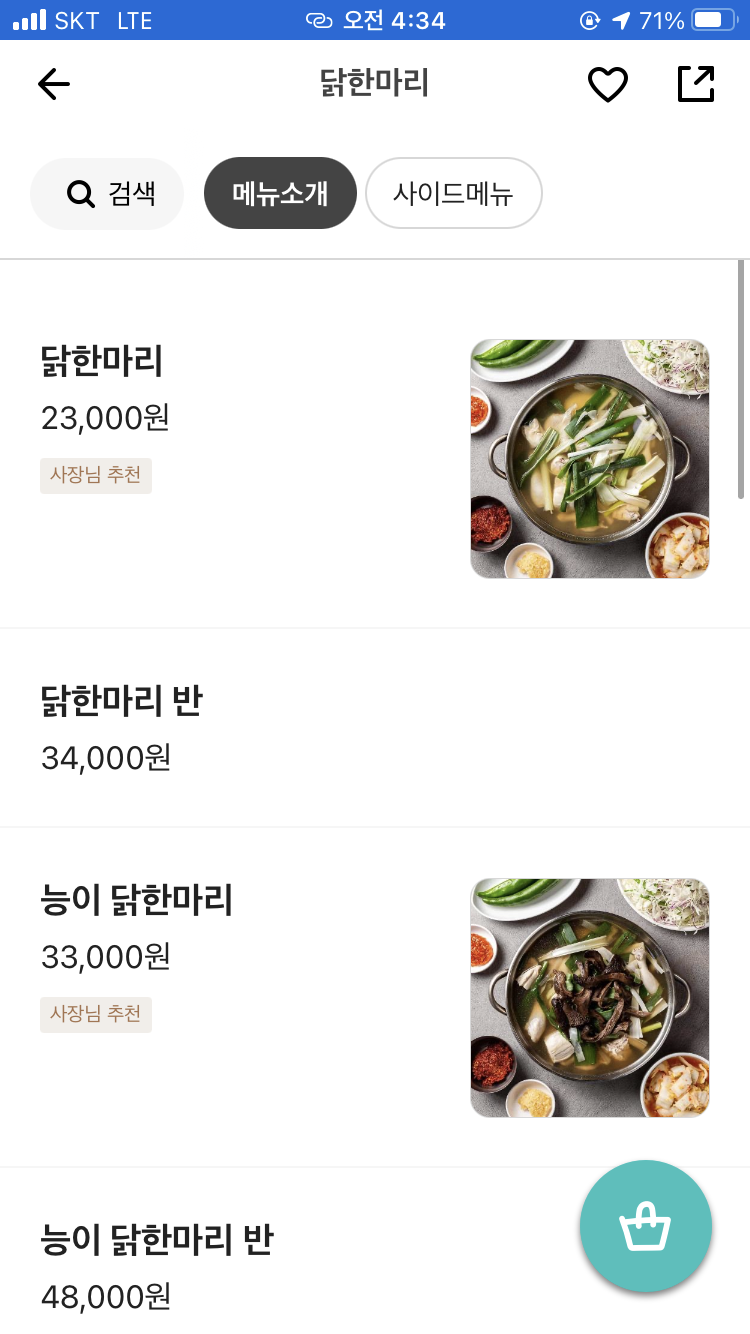 SKT LTE 오전 4:34 71%
닭한마리
검색 메뉴소개 사이드메뉴
닭한마리
23,000원
사장님 추천
닭한마리 반
34,000원
능이 닭한마리
33,000원
사장님 추천
능이 닭한마리 반
48,000원